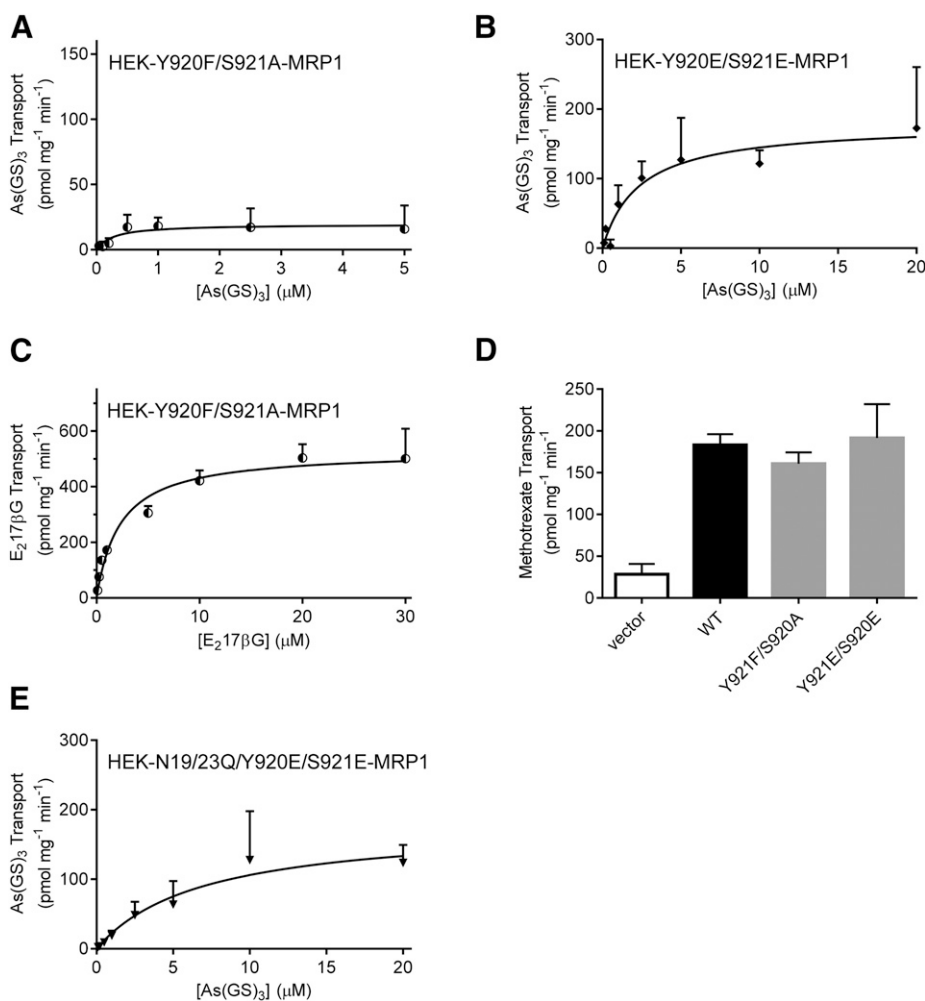 A
HEK-Y920F/S921A-MRP1
As(GS)3 Transport
(pmol mg-1 min-1)
150
100
50
0
0 1 2 3 4 5
[As(GS)3] (μM)
B
HEK-Y920E/S921E-MRP1
As(GS)3 Transport
(pmol mg-1 min-1)
300
200
100
0
0 5 10 15 20
[As(GS)3] (μM)
C
HEK-Y920F/S921A-MRP1
E217βG Transport
(pmol mg-1 min-1)
600
400
200
0
0 10 20 30
[E217βG] (μM)
D
Methotrexate Transport
(pmol mg-1 min-1)
250
200
150
100
50
0
vector
WT
Y921F/S920A
Y921E/S920E
E
HEK-N19/23Q/Y920E/S921E-MRP1
As(GS)3 Transport
(pmol mg-1 min-1)
300
200
100
0
0 5 10 15 20
[As(GS)3] (μM)